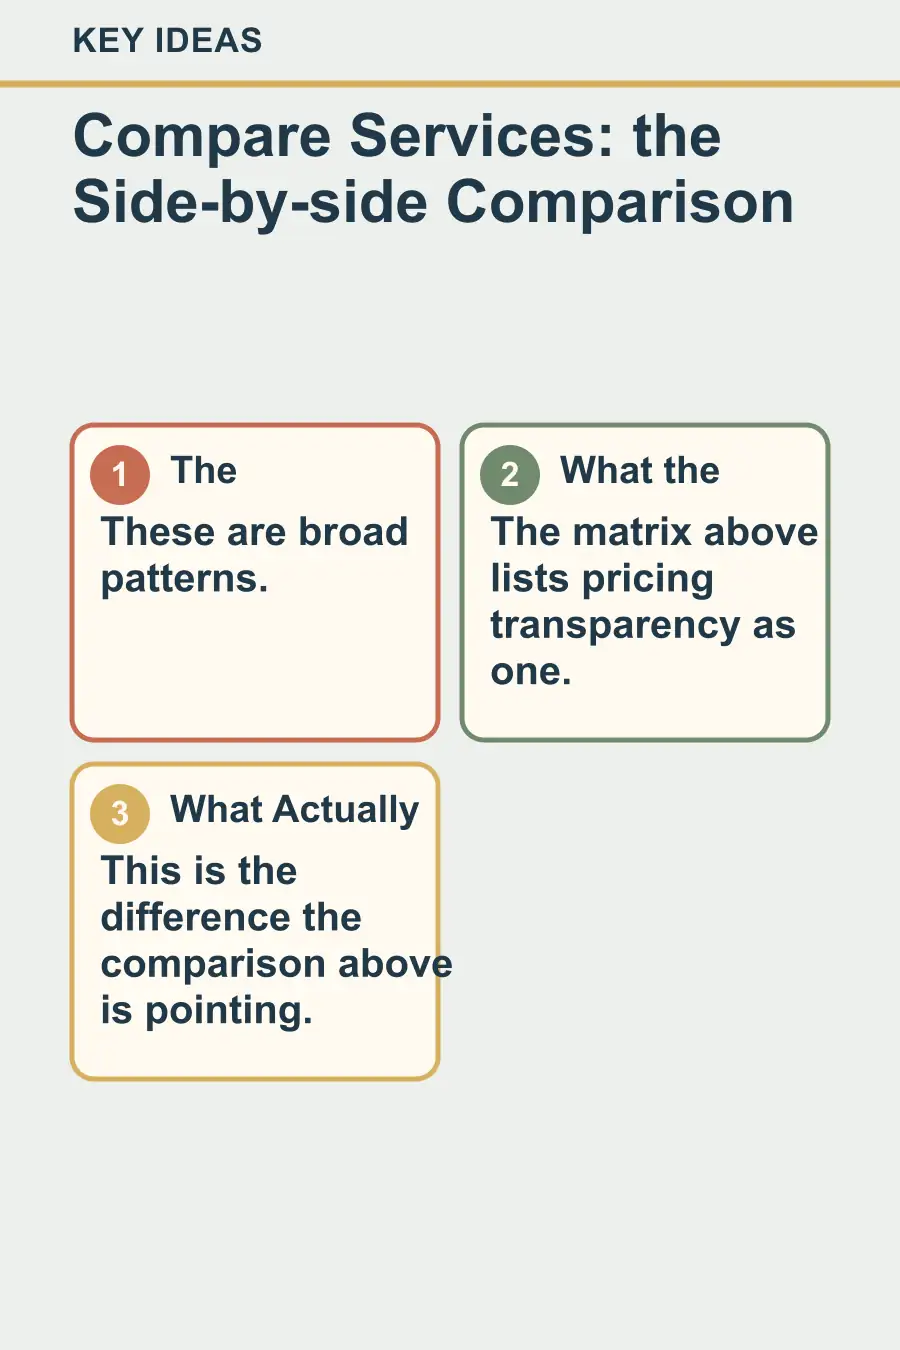 KEY IDEAS
Compare Services: the
Side-by-side Comparison
1 The
These are broad
patterns.
2 What the
The matrix above
lists pricing
transparency as
one.
3 What Actually
This is the
difference the
comparison above
is pointing.